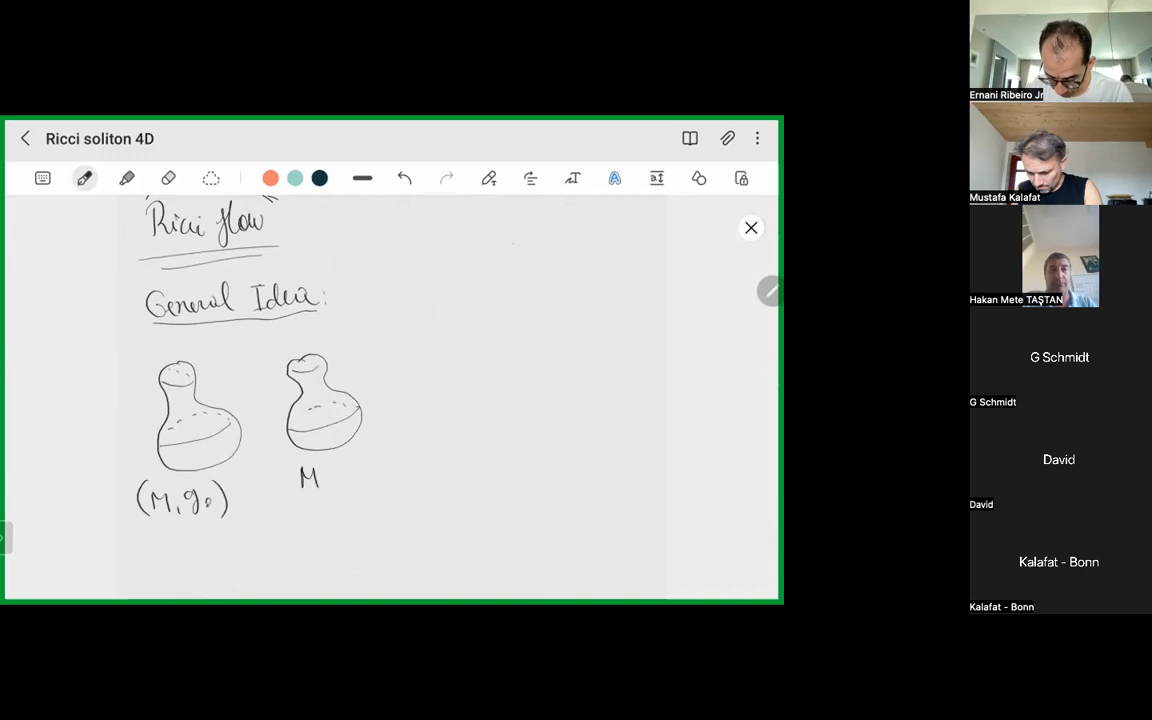 Ricci soliton 4D
Ricci flow
General Idea:
(M, g₀)
M
Ernani Ribeiro Jr
Mustafa Kalafat
Hakan Mete TAŞTAN
G Schmidt
G Schmidt
David
David
Kalafat - Bonn
Kalafat - Bonn